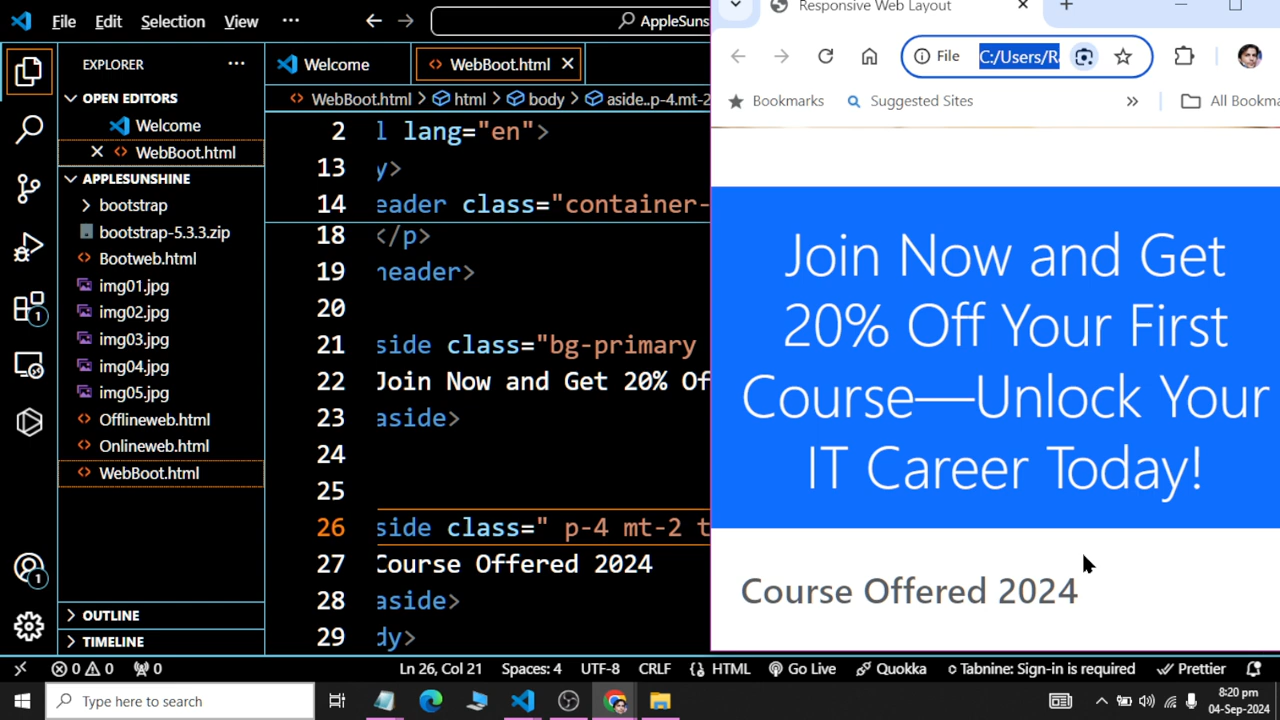 File Edit Selection View ... AppleSuns
EXPLORER ...
OPEN EDITORS
Welcome
WebBoot.html
APPLESUNSHINE
bootstrap
bootstrap-5.3.3.zip
Bootweb.html
img01.jpg
img02.jpg
img03.jpg
img04.jpg
img05.jpg
Offlineweb.html
Onlineweb.html
WebBoot.html
OUTLINE
TIMELINE
1
1
Welcome WebBoot.html
WebBoot.html > html > body > aside..p-4.mt-2
2 l lang="en">
13 y>
14 eader class="container-
18 </p>
19 header>
20
21 side class="bg-primary
22 Join Now and Get 20% Of
23 aside>
24
25
26 side class=" p-4 mt-2 t
27 Course Offered 2024
28 aside>
29 dy>
Responsive Web Layout
File C:/Users/R
Bookmarks Suggested Sites » All Bookma
Join Now and Get
20% Off Your First
Course—Unlock Your
IT Career Today!
Course Offered 2024
0 0 0 Ln 26, Col 21 Spaces: 4 UTF-8 CRLF HTML Go Live Quokka Tabnine: Sign-in is required Prettier
Type here to search
8:20 pm
04-Sep-2024